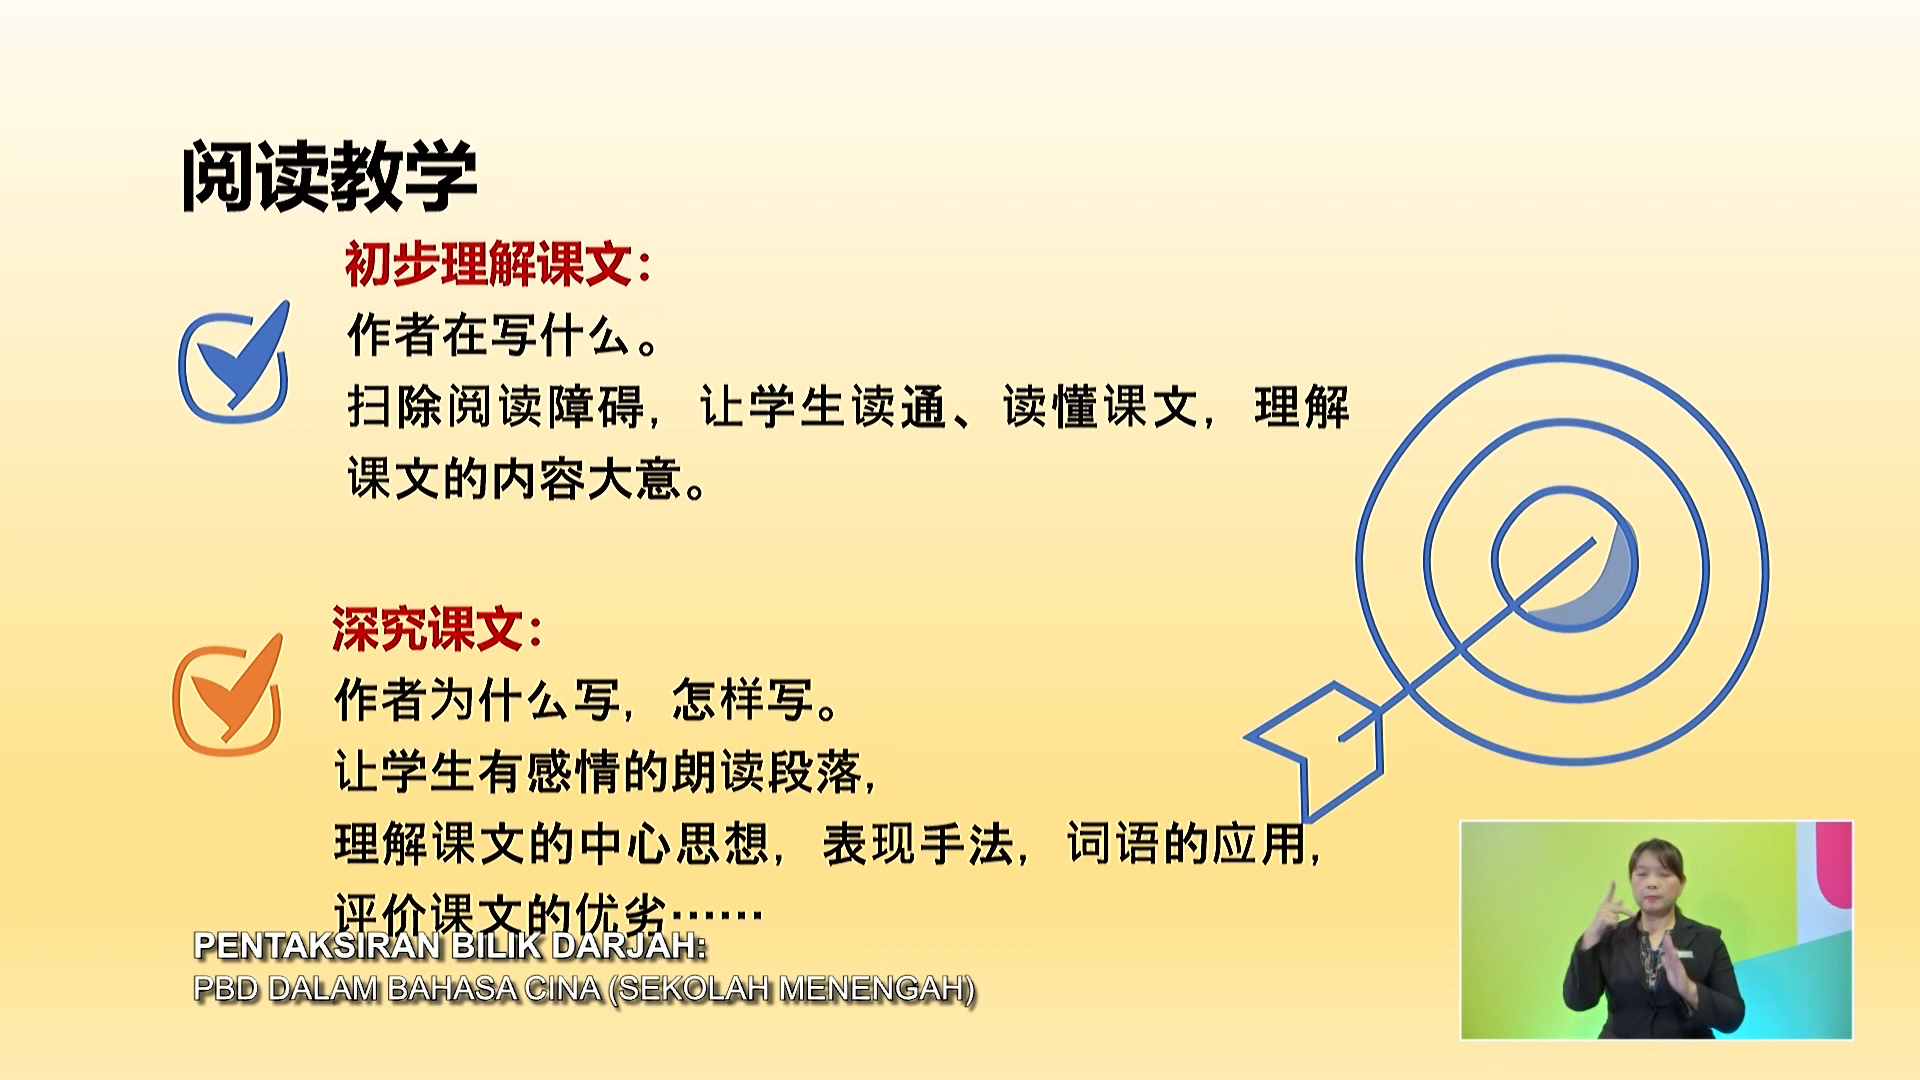 阅读教学
初步理解课文：
作者在写什么。
扫除阅读障碍，让学生读通、读懂课文，理解
课文的内容大意。
深究课文：
作者为什么写，怎样写。
让学生有感情的朗读段落，
理解课文的中心思想，表现手法，词语的应用，
评价课文的优劣……
PENTAKSIRAN BILIK DARJAH:
PBD DALAM BAHASA CINA (SEKOLAH MENENGAH)